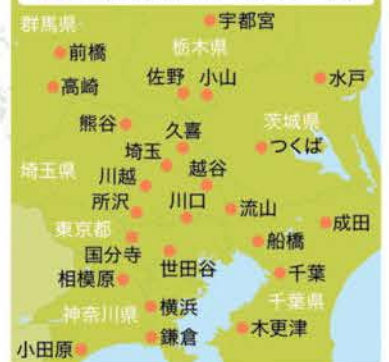 群馬県
宇都宮
前橋
栃木県
高崎
佐野
小山
水戸
熊谷
久喜
茨城県
埼玉
つくば
埼玉県
川越
越谷
所沢
川口
流山
成田
東京都
国分寺
世田谷
船橋
相模原
千葉
神奈川県
横浜
千葉県
鎌倉
木更津
小田原